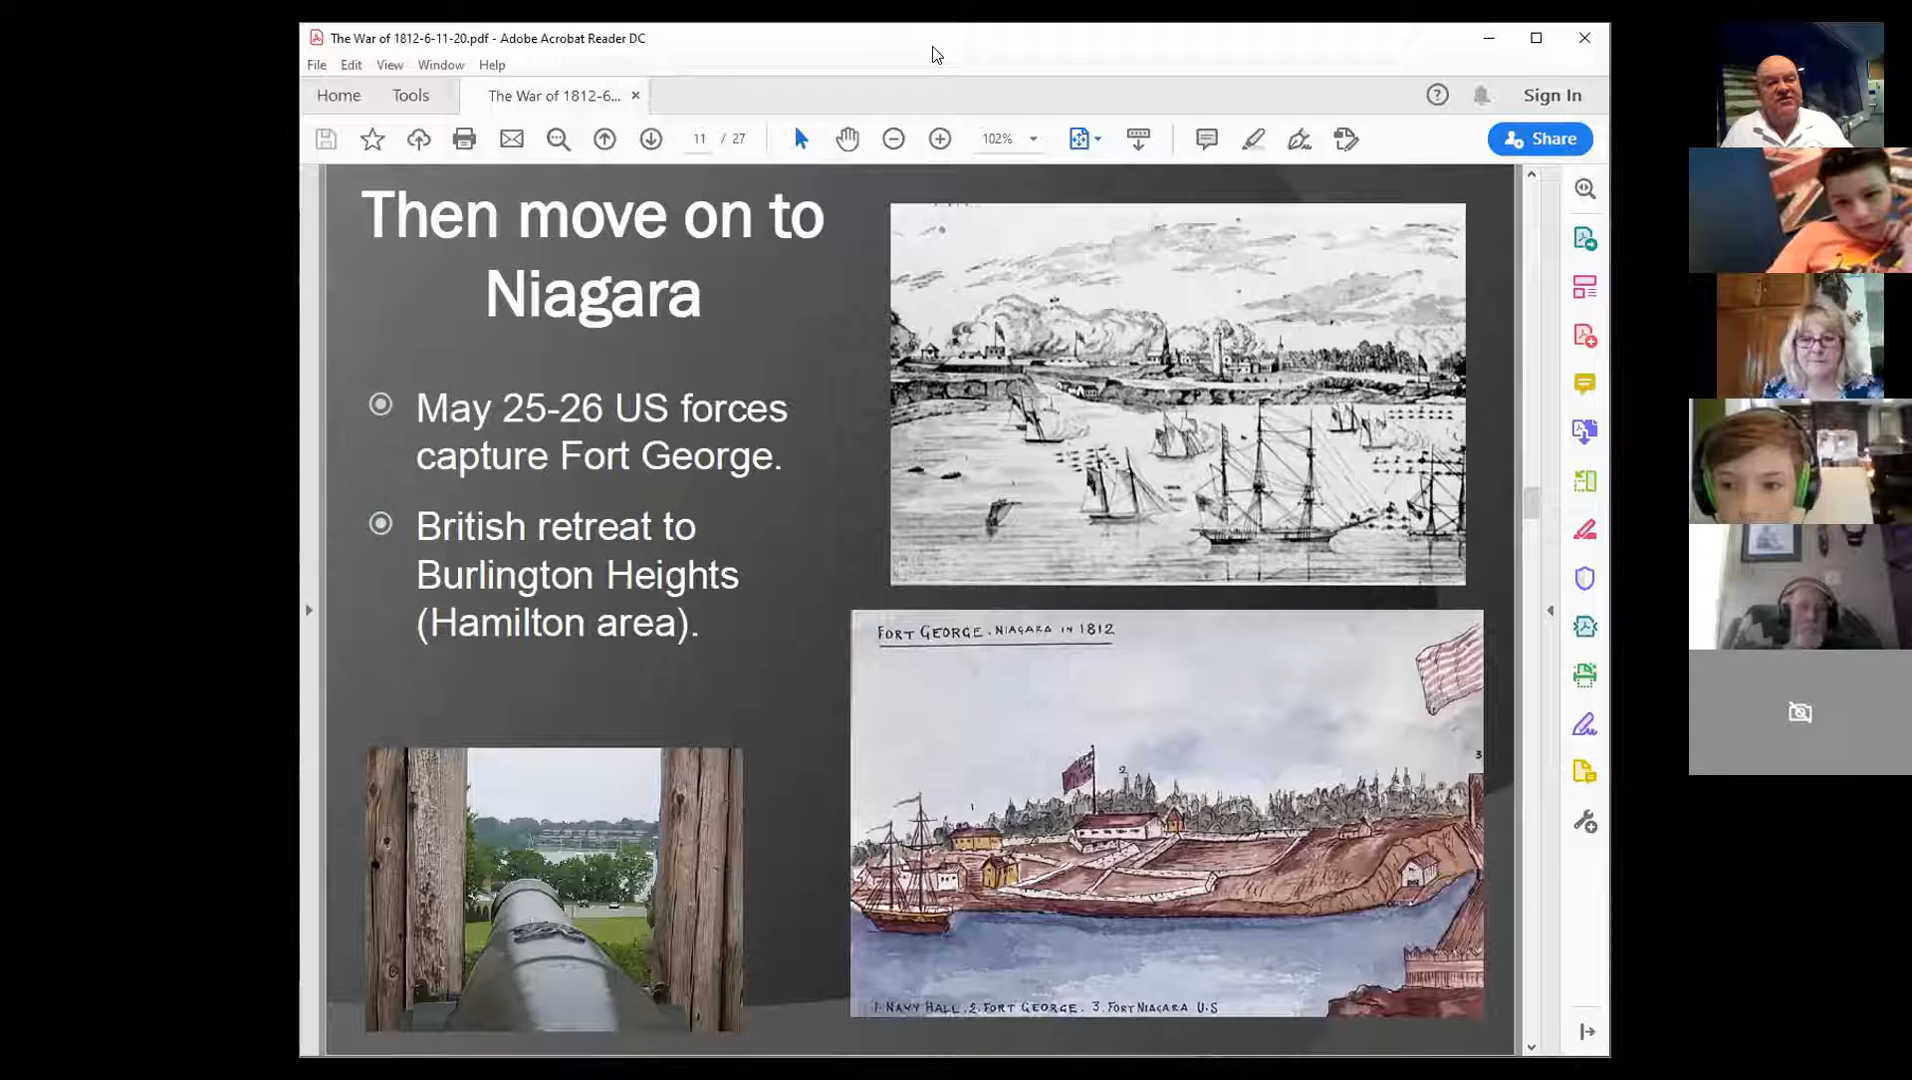 The War of 1812-6-11-20.pdf - Adobe Acrobat Reader DC
File Edit View Window Help
Home Tools The War of 1812-6... × Sign In
11 / 27 102% Share
Then move on to
Niagara
May 25-26 US forces
capture Fort George.
British retreat to
Burlington Heights
(Hamilton area).
FORT GEORGE. NIAGARA IN 1812
1
2
3
1. NAVY HALL. 2. FORT GEORGE. 3. FORT NIAGARA U.S